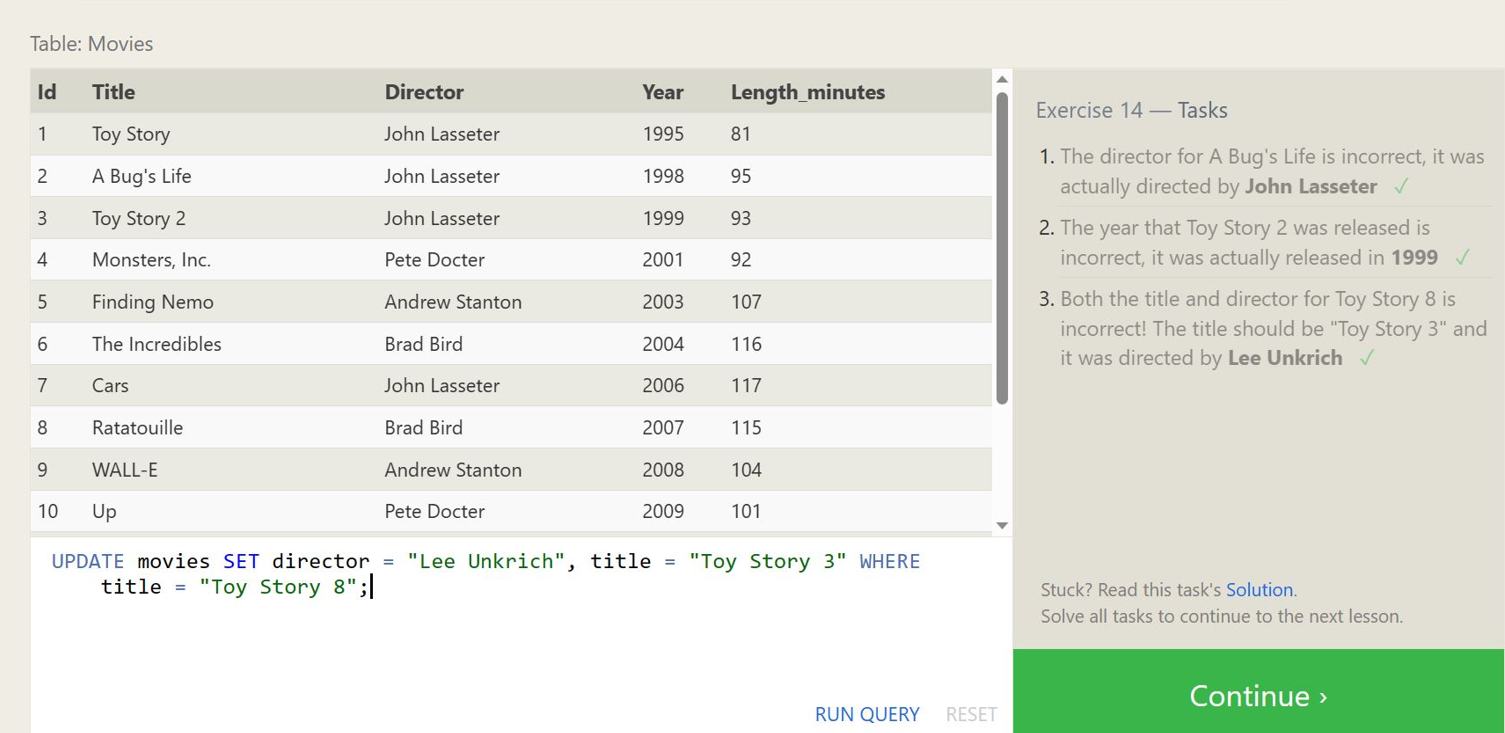 Table: Movies
Id Title Director Year Length_minutes
1 Toy Story John Lasseter 1995 81
2 A Bug's Life John Lasseter 1998 95
3 Toy Story 2 John Lasseter 1999 93
4 Monsters, Inc. Pete Docter 2001 92
5 Finding Nemo Andrew Stanton 2003 107
6 The Incredibles Brad Bird 2004 116
7 Cars John Lasseter 2006 117
8 Ratatouille Brad Bird 2007 115
9 WALL-E Andrew Stanton 2008 104
10 Up Pete Docter 2009 101
UPDATE movies SET director = "Lee Unkrich", title = "Toy Story 3" WHERE
title = "Toy Story 8";
RUN QUERY RESET
Exercise 14 — Tasks
1. The director for A Bug's Life is incorrect, it was
actually directed by John Lasseter ✓
2. The year that Toy Story 2 was released is
incorrect, it was actually released in 1999 ✓
3. Both the title and director for Toy Story 8 is
incorrect! The title should be "Toy Story 3" and
it was directed by Lee Unkrich ✓
Stuck? Read this task's Solution.
Solve all tasks to continue to the next lesson.
Continue ›